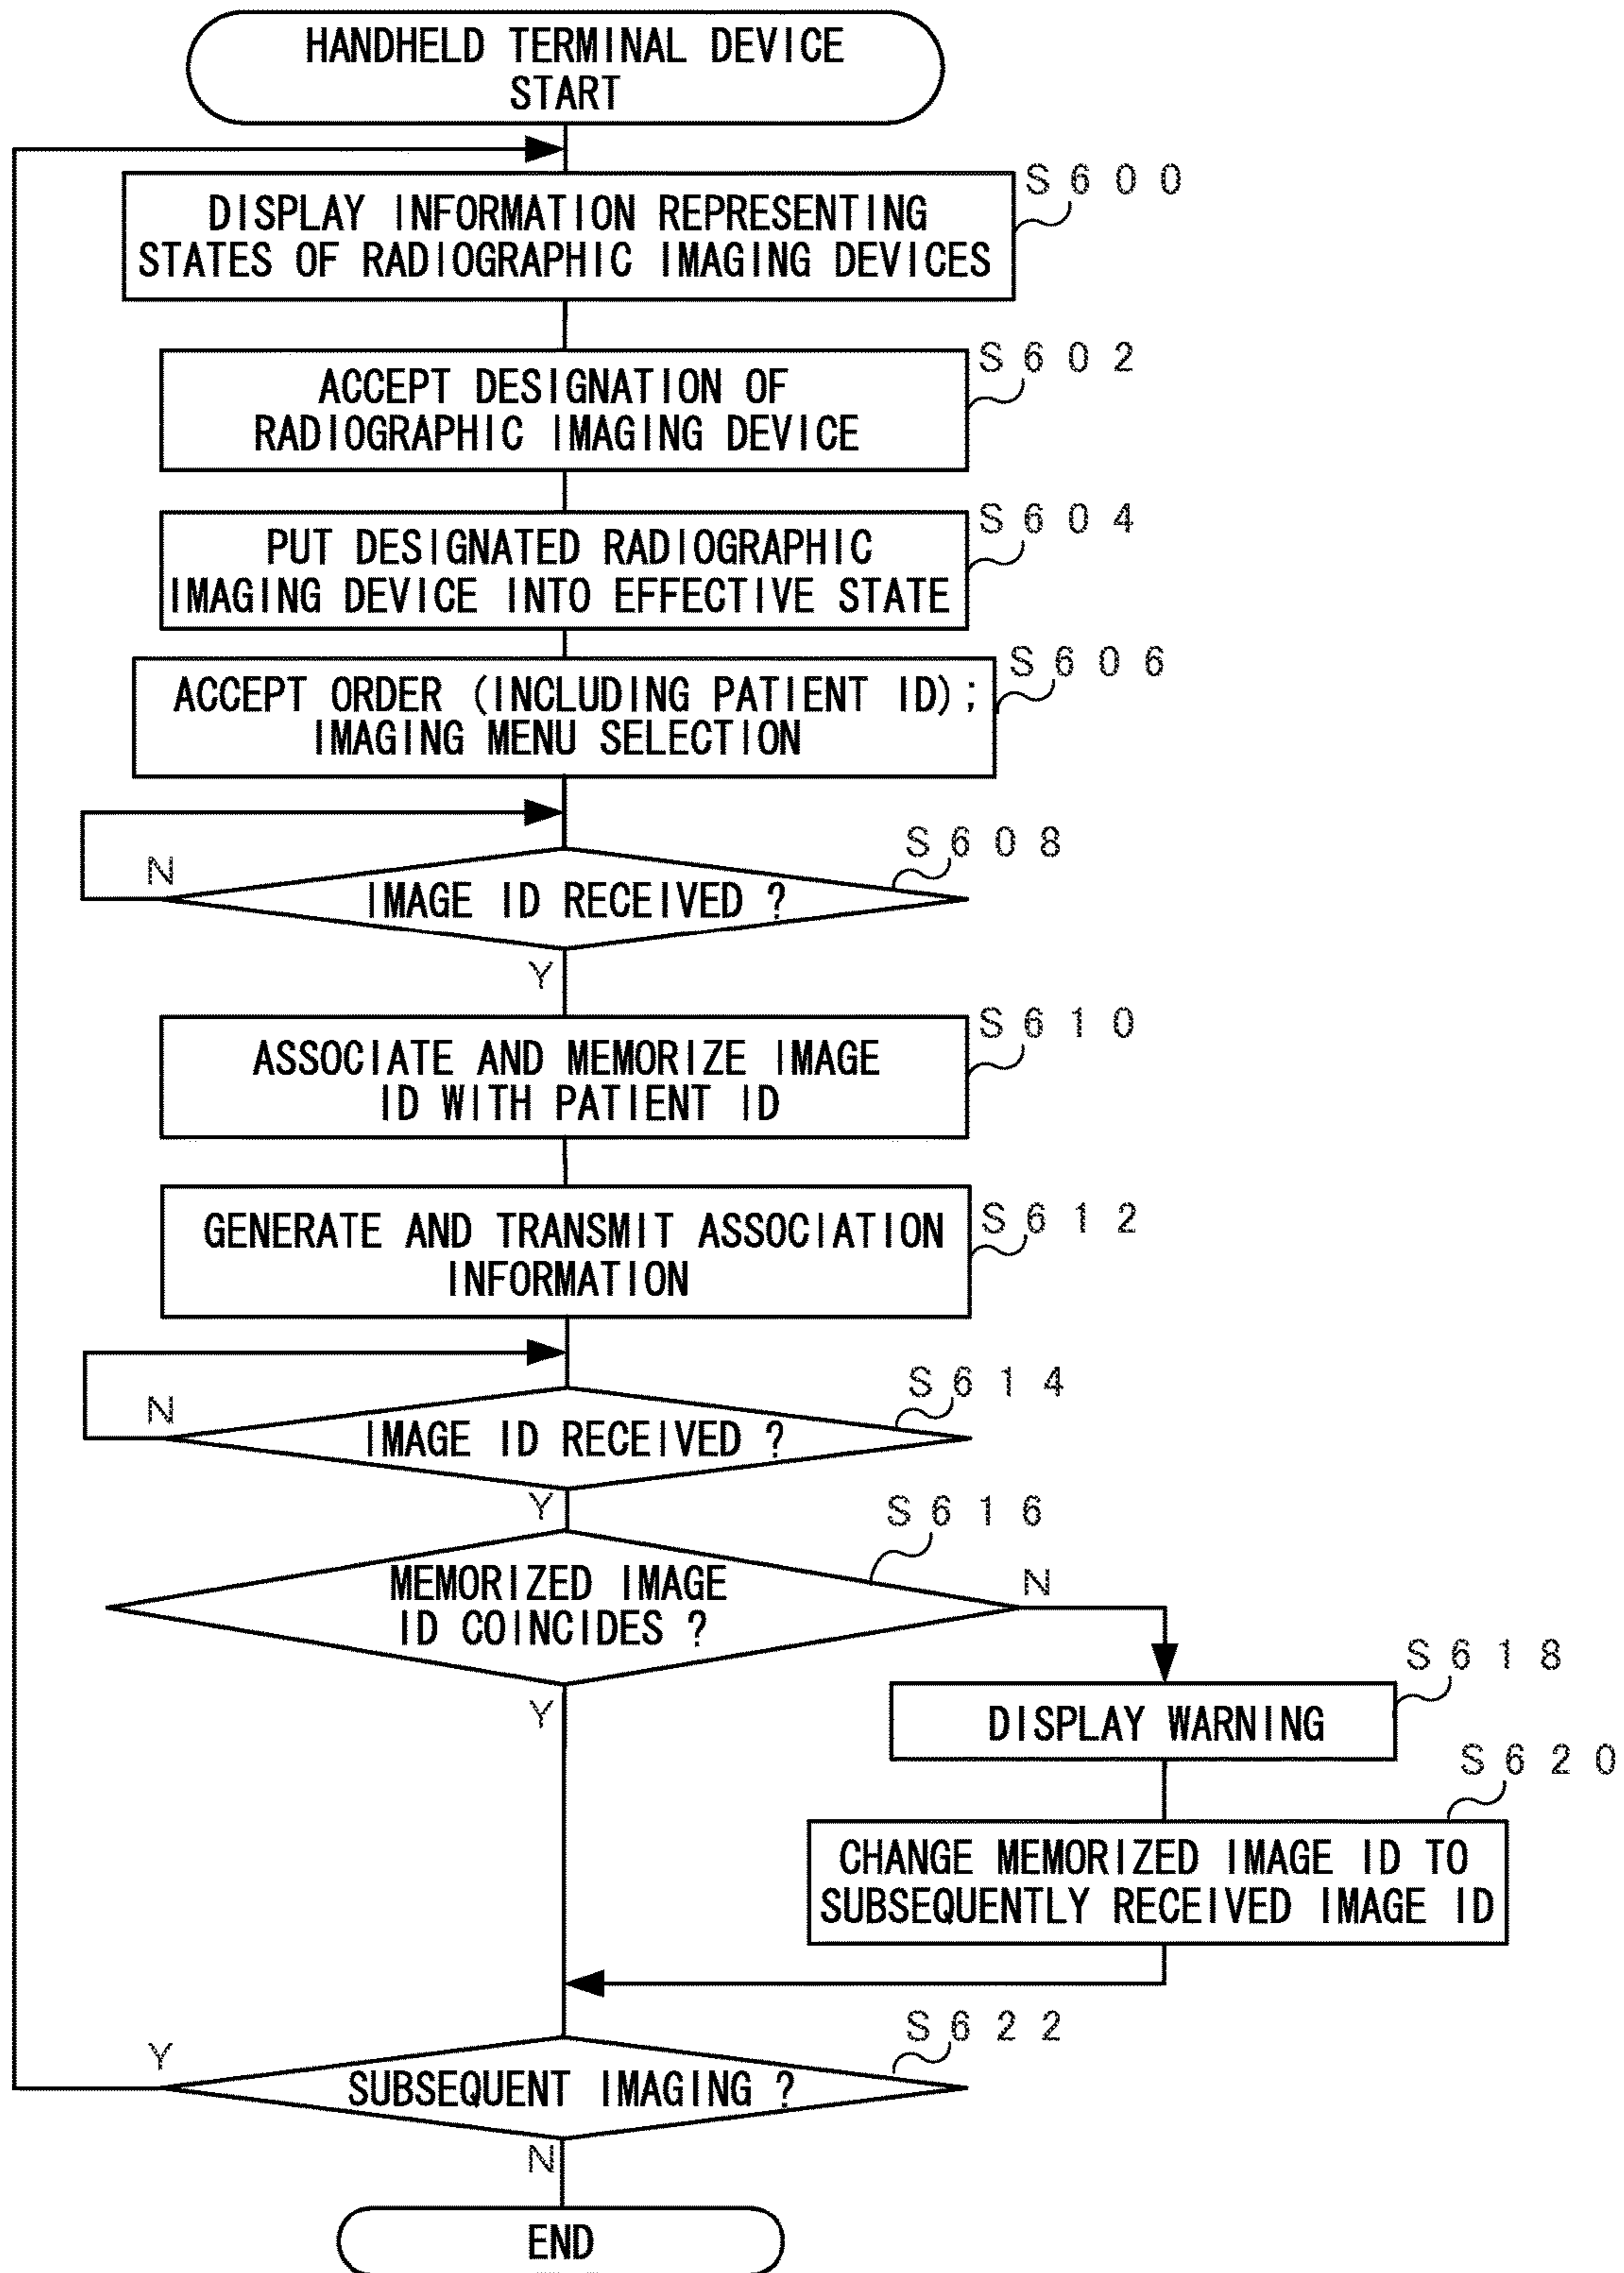 HANDHELD TERMINAL DEVICE
START
S600
DISPLAY INFORMATION REPRESENTING
STATES OF RADIOGRAPHIC IMAGING DEVICES
S602
ACCEPT DESIGNATION OF
RADIOGRAPHIC IMAGING DEVICE
S604
PUT DESIGNATED RADIOGRAPHIC
IMAGING DEVICE INTO EFFECTIVE STATE
S606
ACCEPT ORDER (INCLUDING PATIENT ID);
IMAGING MENU SELECTION
S608
N
IMAGE ID RECEIVED ?
Y
S610
ASSOCIATE AND MEMORIZE IMAGE
ID WITH PATIENT ID
S612
GENERATE AND TRANSMIT ASSOCIATION
INFORMATION
S614
N
IMAGE ID RECEIVED ?
Y
S616
MEMORIZED IMAGE
ID COINCIDES ?
N
Y
S618
DISPLAY WARNING
S620
CHANGE MEMORIZED IMAGE ID TO
SUBSEQUENTLY RECEIVED IMAGE ID
S622
Y
SUBSEQUENT IMAGING ?
N
END